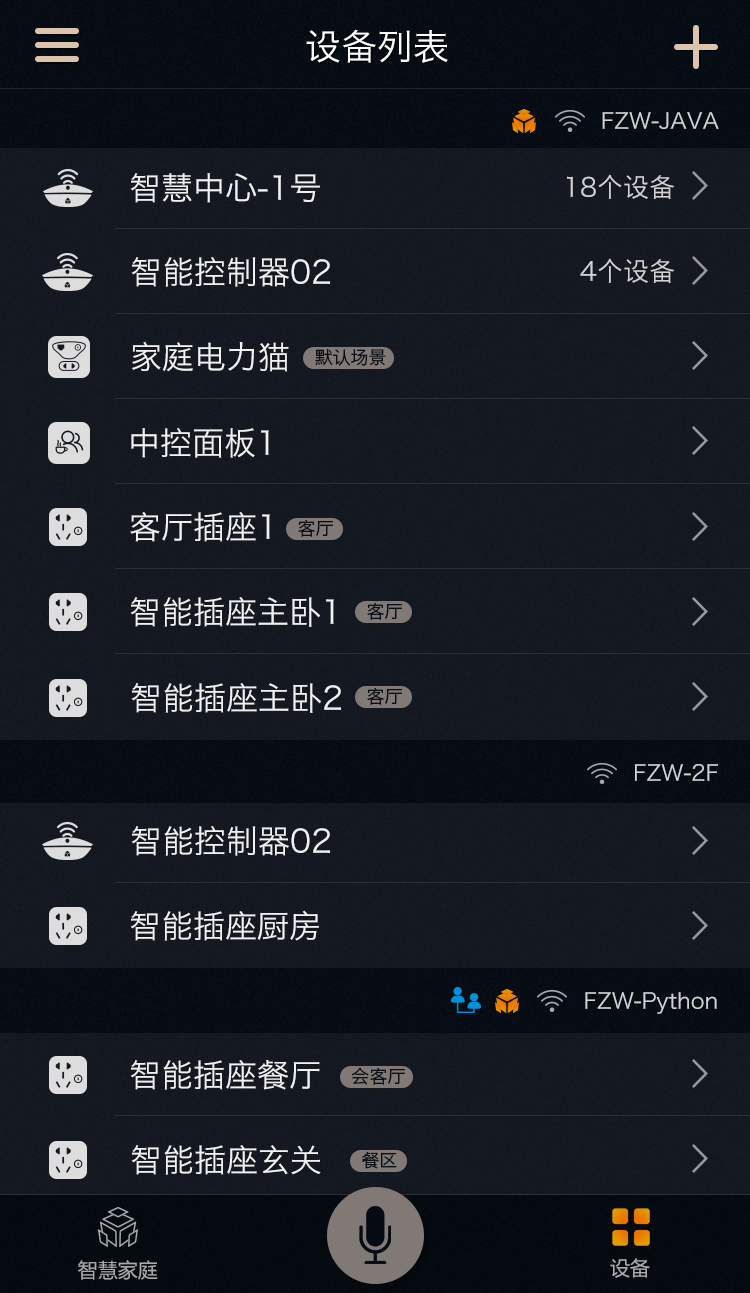 设备列表
FZW-JAVA
智慧中心-1号 18个设备
智能控制器02 4个设备
家庭电力猫 默认场景
中控面板1
客厅插座1 客厅
智能插座主卧1 客厅
智能插座主卧2 客厅
FZW-2F
智能控制器02
智能插座厨房
FZW-Python
智能插座餐厅 会客厅
智能插座玄关 餐区
智慧家庭 设备